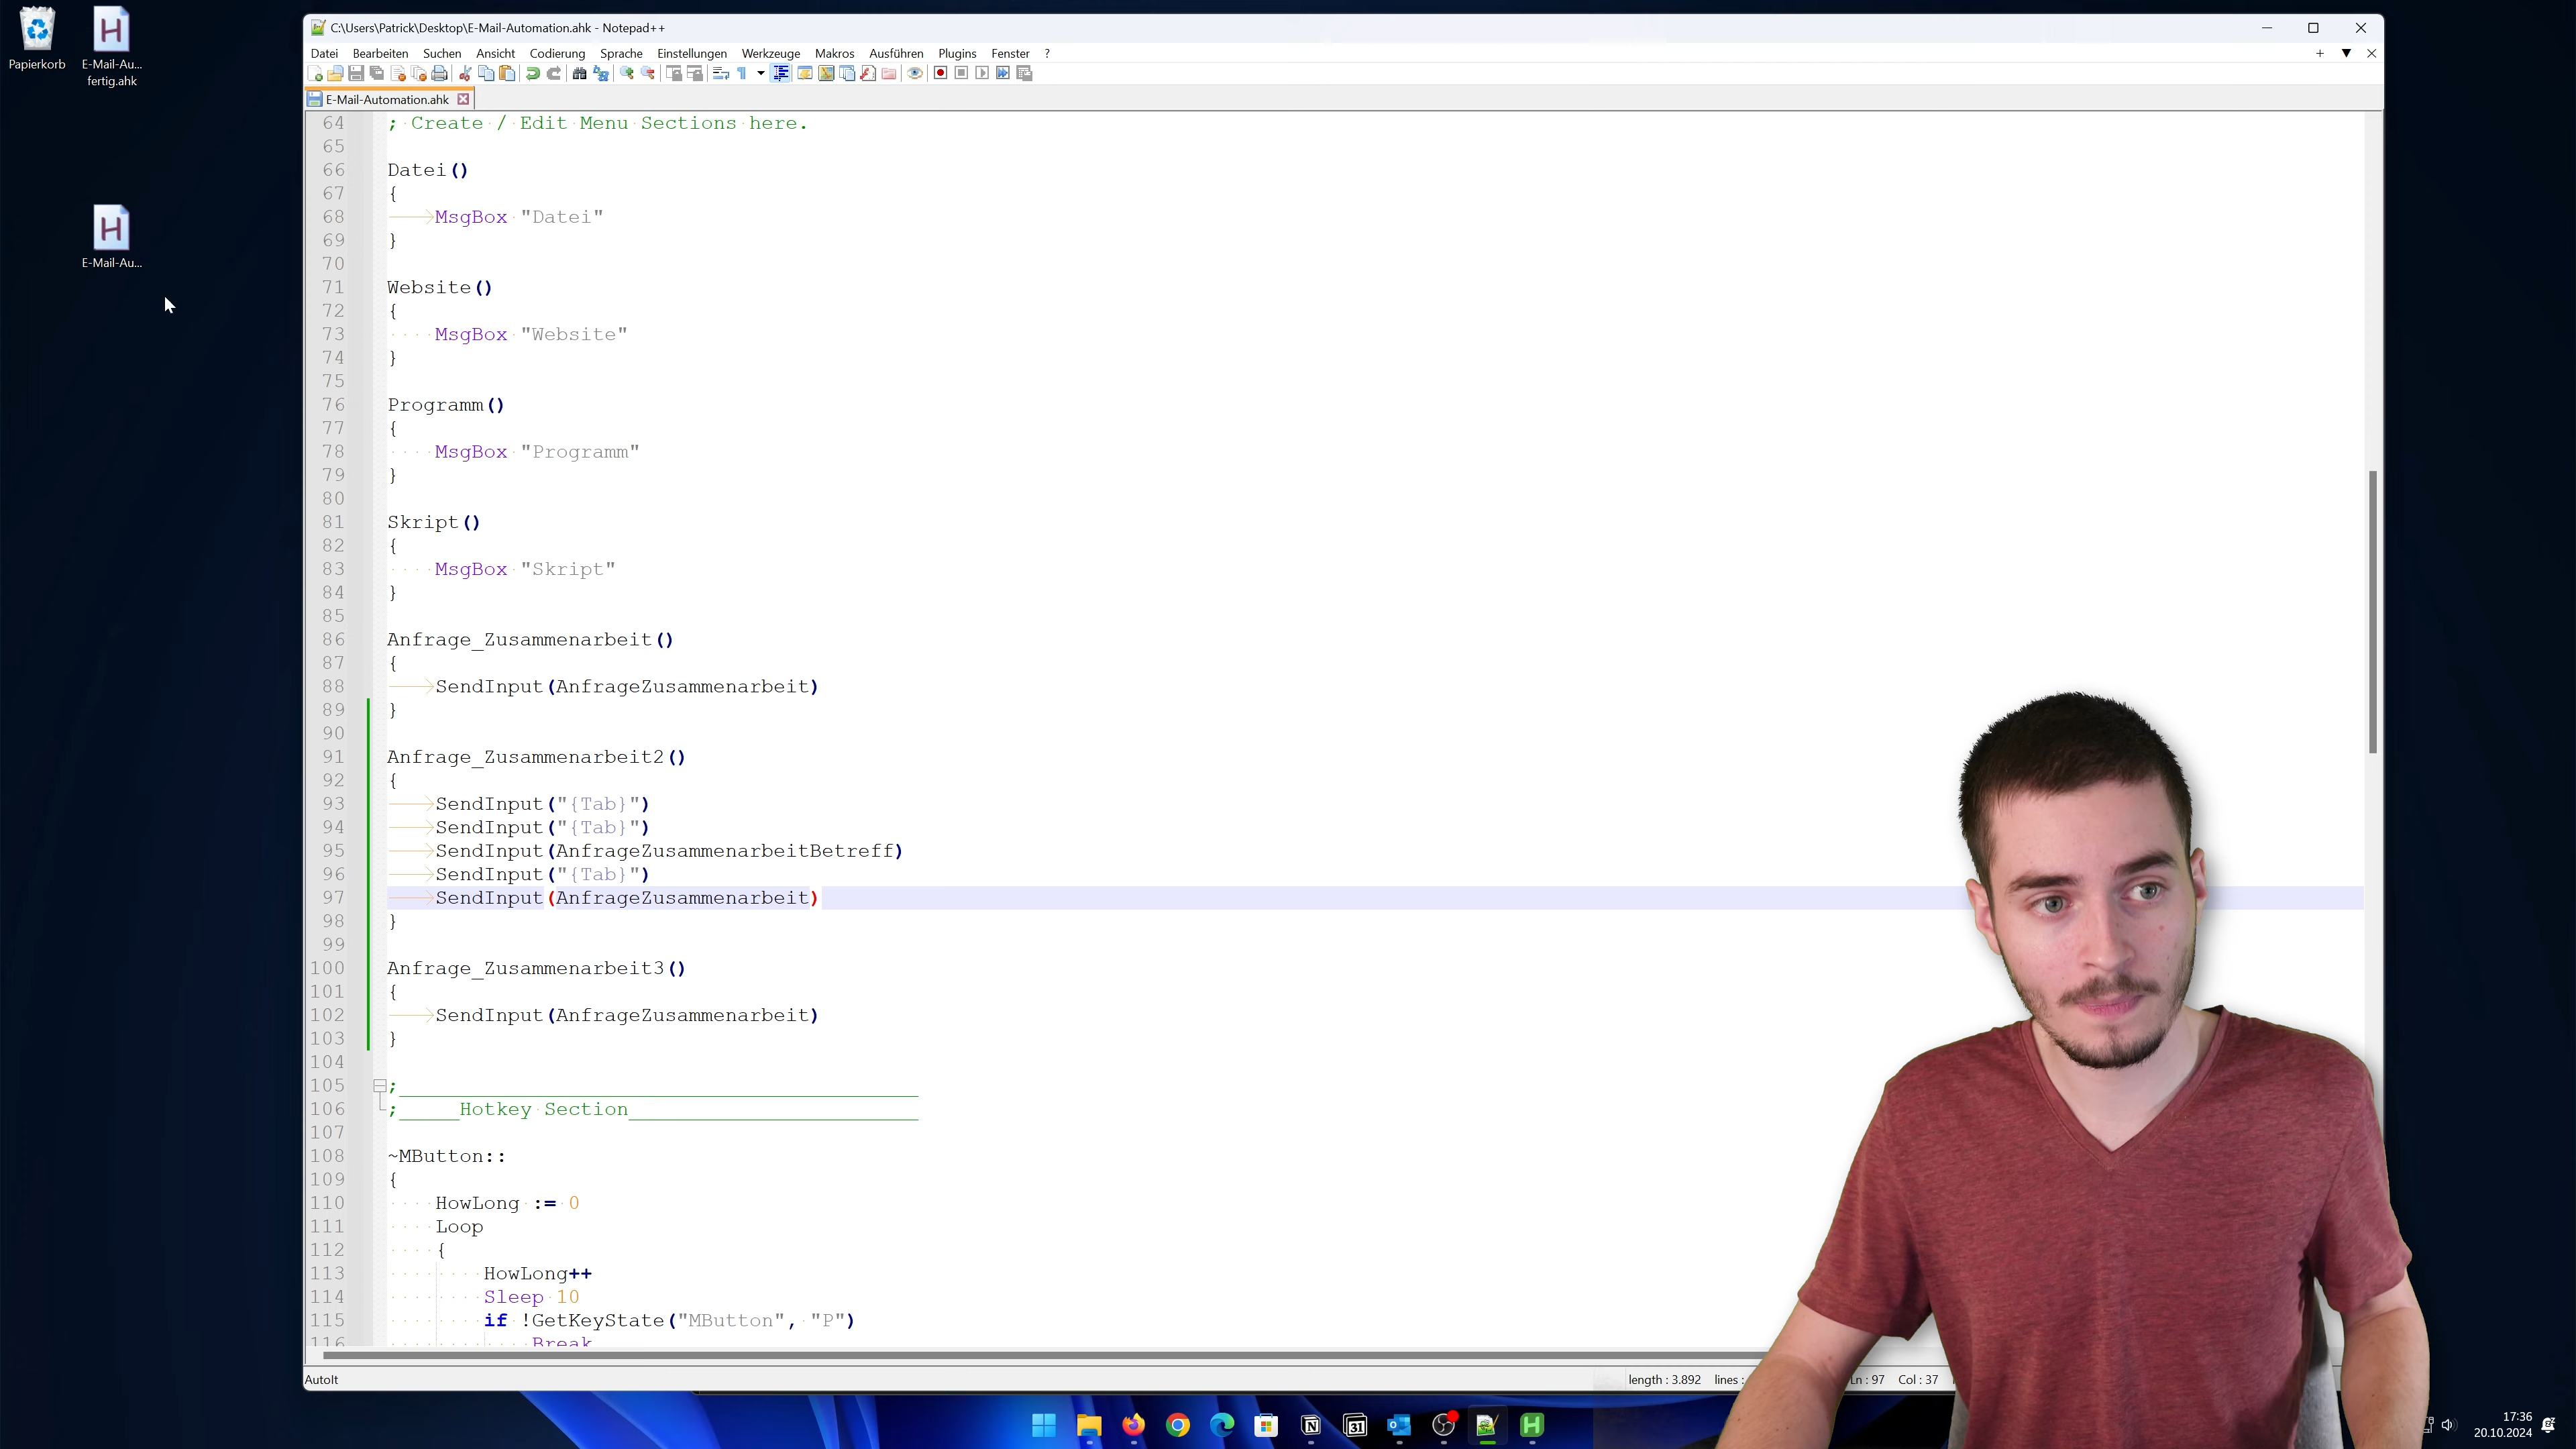 Papierkorb
E-Mail-Au...
fertig.ahk
E-Mail-Au...
C:\Users\Patrick\Desktop\E-Mail-Automation.ahk - Notepad++
Datei Bearbeiten Suchen Ansicht Codierung Sprache Einstellungen Werkzeuge Makros Ausführen Plugins Fenster ?
E-Mail-Automation.ahk
64 ; Create / Edit Menu Sections here.
65
66 Datei()
67 {
68 MsgBox "Datei"
69 }
70
71 Website()
72 {
73 MsgBox "Website"
74 }
75
76 Programm()
77 {
78 MsgBox "Programm"
79 }
80
81 Skript()
82 {
83 MsgBox "Skript"
84 }
85
86 Anfrage_Zusammenarbeit()
87 {
88 SendInput(AnfrageZusammenarbeit)
89 }
90
91 Anfrage_Zusammenarbeit2()
92 {
93 SendInput("{Tab}")
94 SendInput("{Tab}")
95 SendInput(AnfrageZusammenarbeitBetreff)
96 SendInput("{Tab}")
97 SendInput(AnfrageZusammenarbeit)
98 }
99
100 Anfrage_Zusammenarbeit3()
101 {
102 SendInput(AnfrageZusammenarbeit)
103 }
104
105 ;___________________________________________
106 ;_____Hotkey Section________________________
107
108 ~MButton::
109 {
110 HowLong := 0
111 Loop
112 {
113 HowLong++
114 Sleep 10
115 if !GetKeyState("MButton", "P")
116 Break
AutoIt
length : 3.892 lines :
Ln : 97 Col : 37
31
17:36
20.10.2024